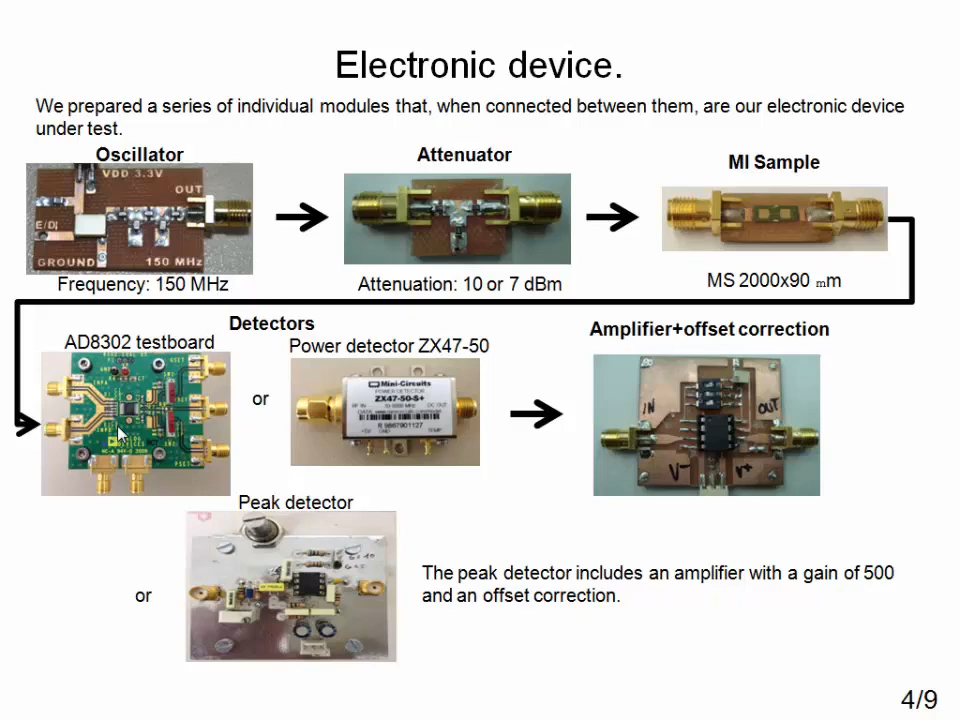 Electronic device.
We prepared a series of individual modules that, when connected between them, are our electronic device
under test.
Oscillator
Attenuator
MI Sample
VDD 3.3V
OUT
GROUND
150 MHz
Frequency: 150 MHz
Attenuation: 10 or 7 dBm
MS 2000x90 mm
Detectors
AD8302 testboard
Power detector ZX47-50
Amplifier+offset correction
or
Mini-Circuits
POWER DETECTOR
ZX47-50-S+
IN
OUT
V-
Peak detector
or
The peak detector includes an amplifier with a gain of 500
and an offset correction.
4/9